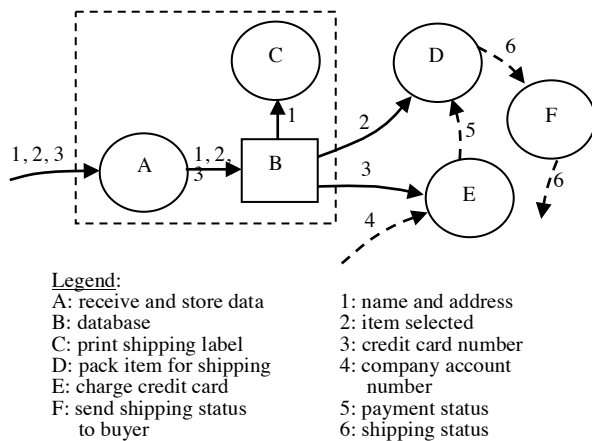 C
D
6
F
1
2
5
1, 2, 3
A
1, 2,
3
B
3
E
6
4
Legend:
A: receive and store data
B: database
C: print shipping label
D: pack item for shipping
E: charge credit card
F: send shipping status
to buyer
1: name and address
2: item selected
3: credit card number
4: company account
number
5: payment status
6: shipping status